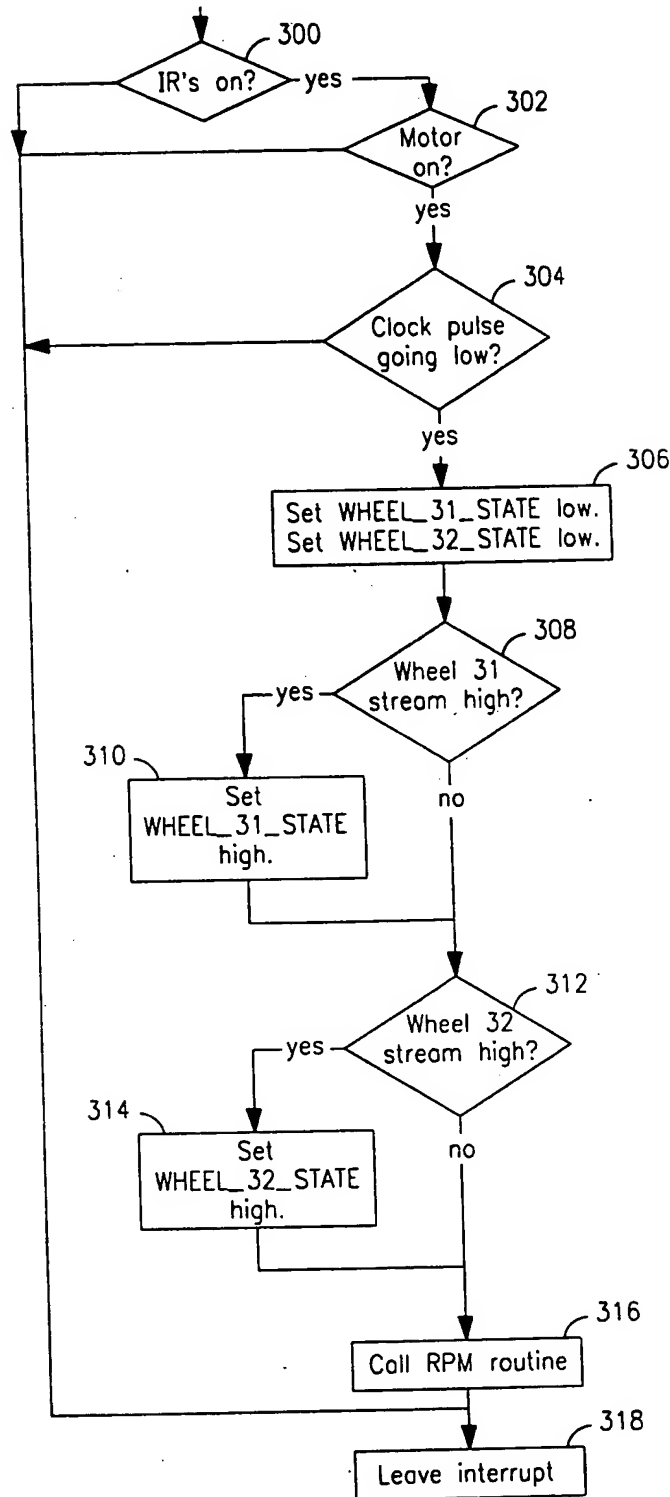 300
IR's on?
yes
302
Motor
on?
yes
304
Clock pulse
going low?
yes
306
Set WHEEL_31_STATE low.
Set WHEEL_32_STATE low.
308
Wheel 31
stream high?
yes
310
no
Set
WHEEL_31_STATE
high.
312
Wheel 32
stream high?
yes
314
no
Set
WHEEL_32_STATE
high.
316
Call RPM routine
318
Leave interrupt